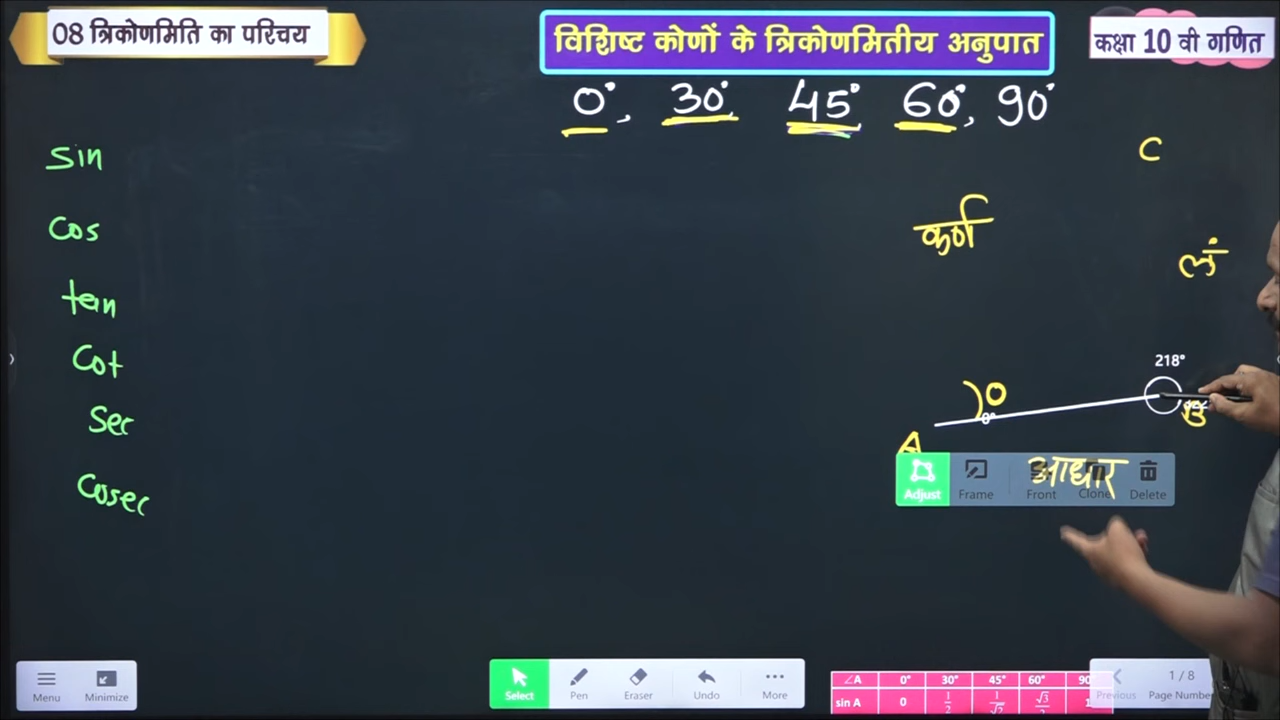 08 त्रिकोणमिति का परिचय
विशिष्ट कोणों के त्रिकोणमितीय अनुपात
कक्षा 10 वी गणित
0°, 30°, 45°, 60°, 90°
sin
cos
tan
Cot
Sec
Cosec
C
कर्ण
लं
218°
θ
0°
A
B
आधार
Adjust Frame Front Clone Delete
Menu Minimize
Select Pen Eraser Undo More
Previous 1 / 8
∠A 0° 30° 45° 60° 90°
sin A 0 1/2 1/√2 √3/2 1